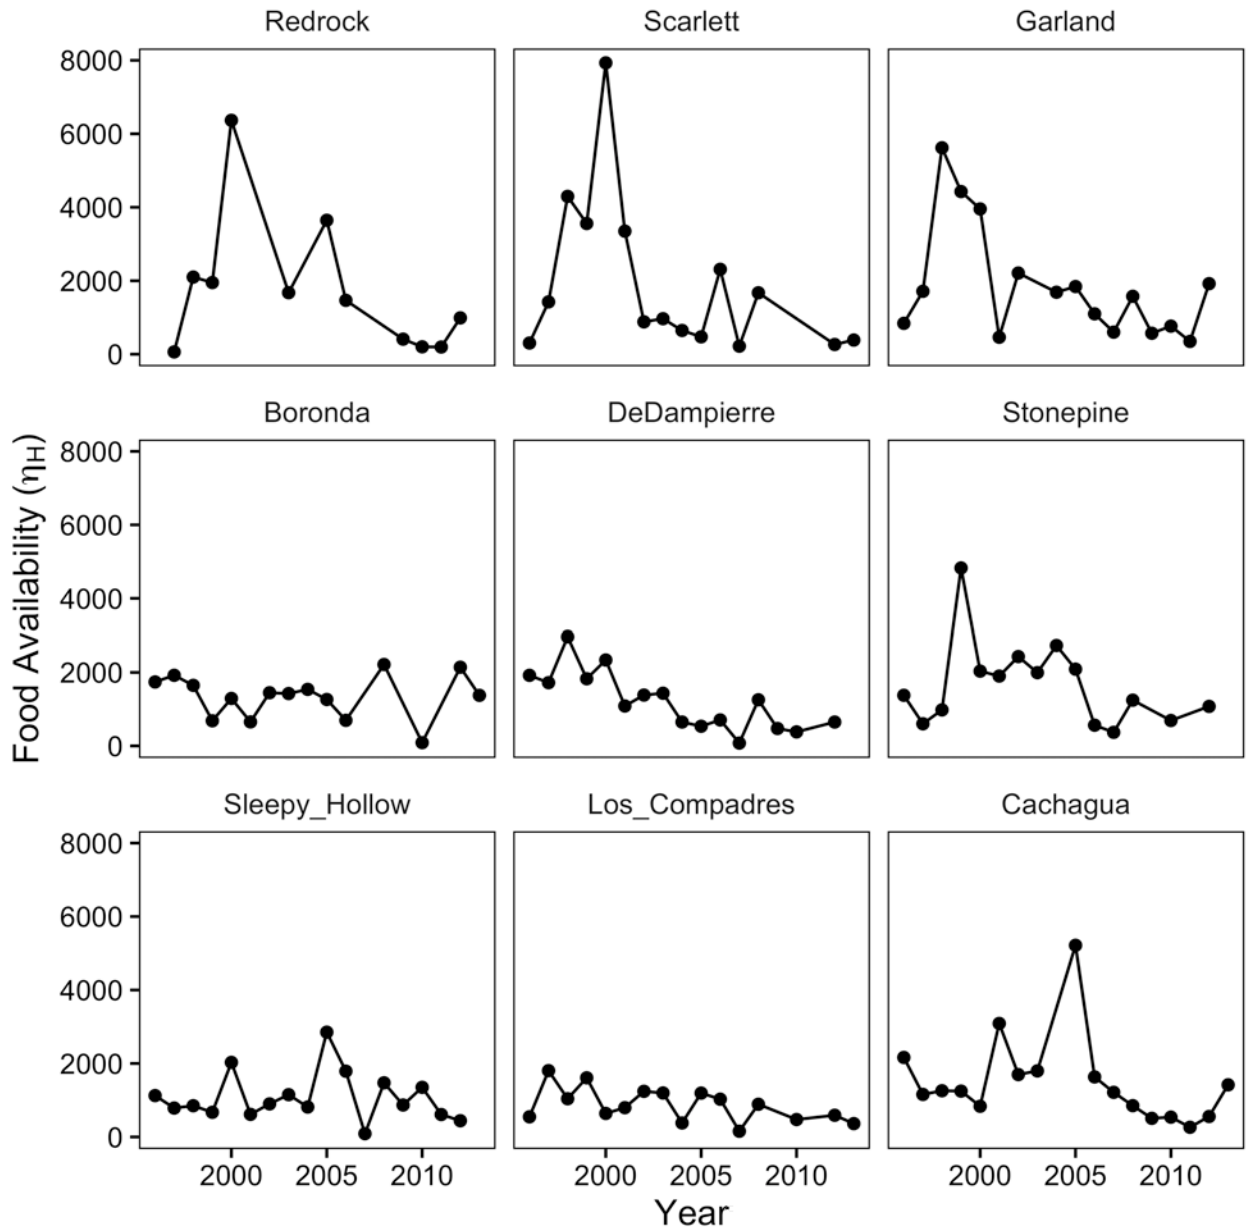 Redrock Scarlett Garland
8000
6000
4000
2000
0
Boronda DeDampierre Stonepine
8000
6000
4000
2000
0
Sleepy_Hollow Los_Compadres Cachagua
8000
6000
4000
2000
0
2000 2005 2010 2000 2005 2010 2000 2005 2010
Year
Food Availability (ηH)